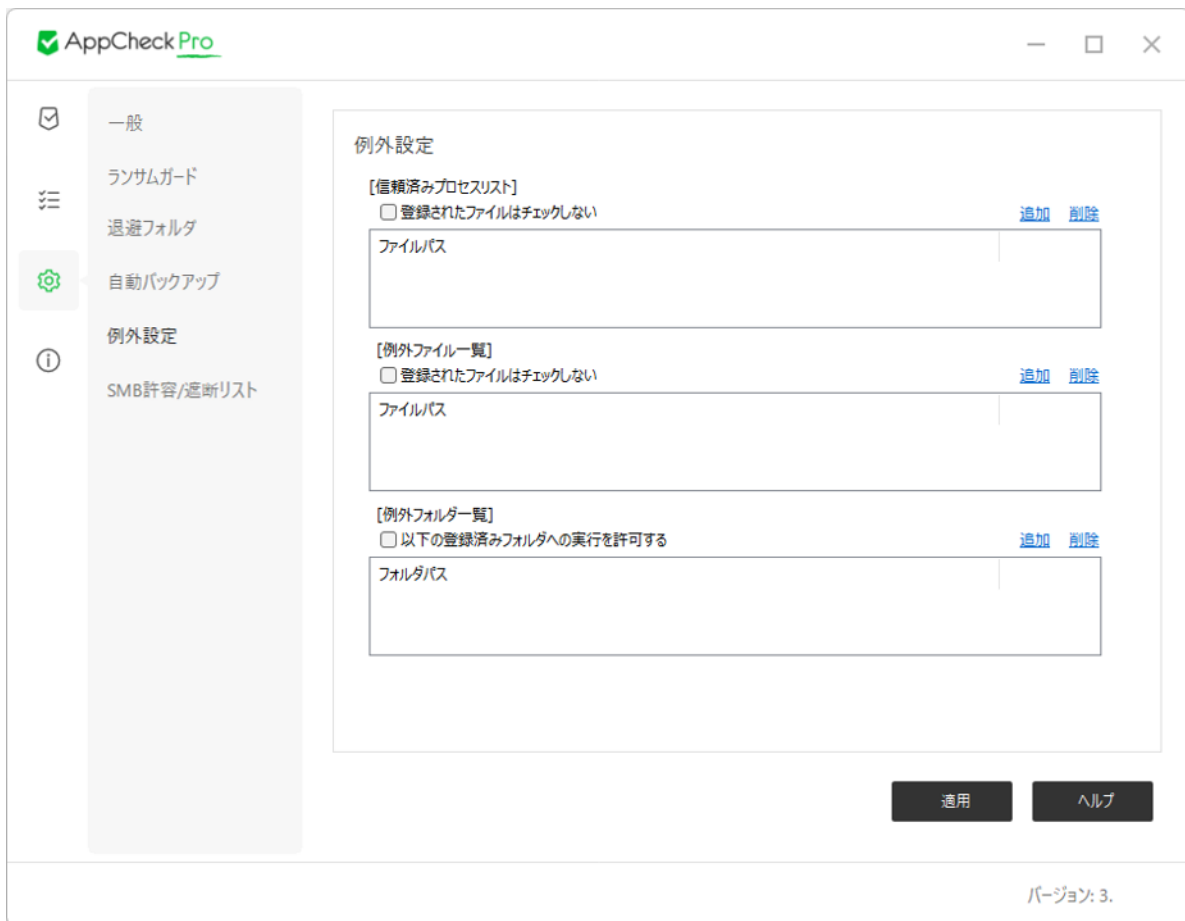 AppCheck Pro
一般
ランサムガード
退避フォルダ
自動バックアップ
例外設定
SMB許容/遮断リスト
例外設定
[信頼済みプロセスリスト]
登録されたファイルはチェックしない 追加 削除
ファイルパス
[例外ファイル一覧]
登録されたファイルはチェックしない 追加 削除
ファイルパス
[例外フォルダ一覧]
以下の登録済みフォルダへの実行を許可する 追加 削除
フォルダパス
適用 ヘルプ
バージョン: 3.